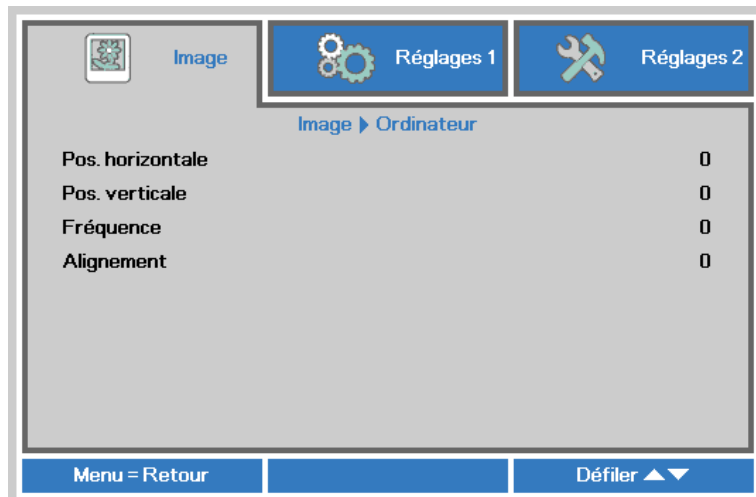 Image
Réglages 1
Réglages 2
Image ▶ Ordinateur
Pos. horizontale 0
Pos. verticale 0
Fréquence 0
Alignement 0
Menu = Retour
Défiler ▲▼